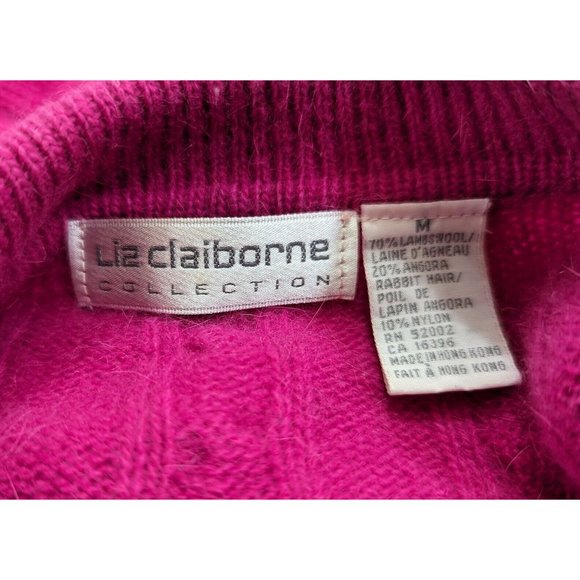 Liz claiborne
COLLECTION
M
70% LAMBSWOOL/
LAINE D'AGNEAU
20% ANGORA
RABBIT HAIR/
POIL DE
LAPIN ANGORA
10% NYLON
RN 52002
CA 16396
MADE IN HONG KONG
FAIT À HONG KONG